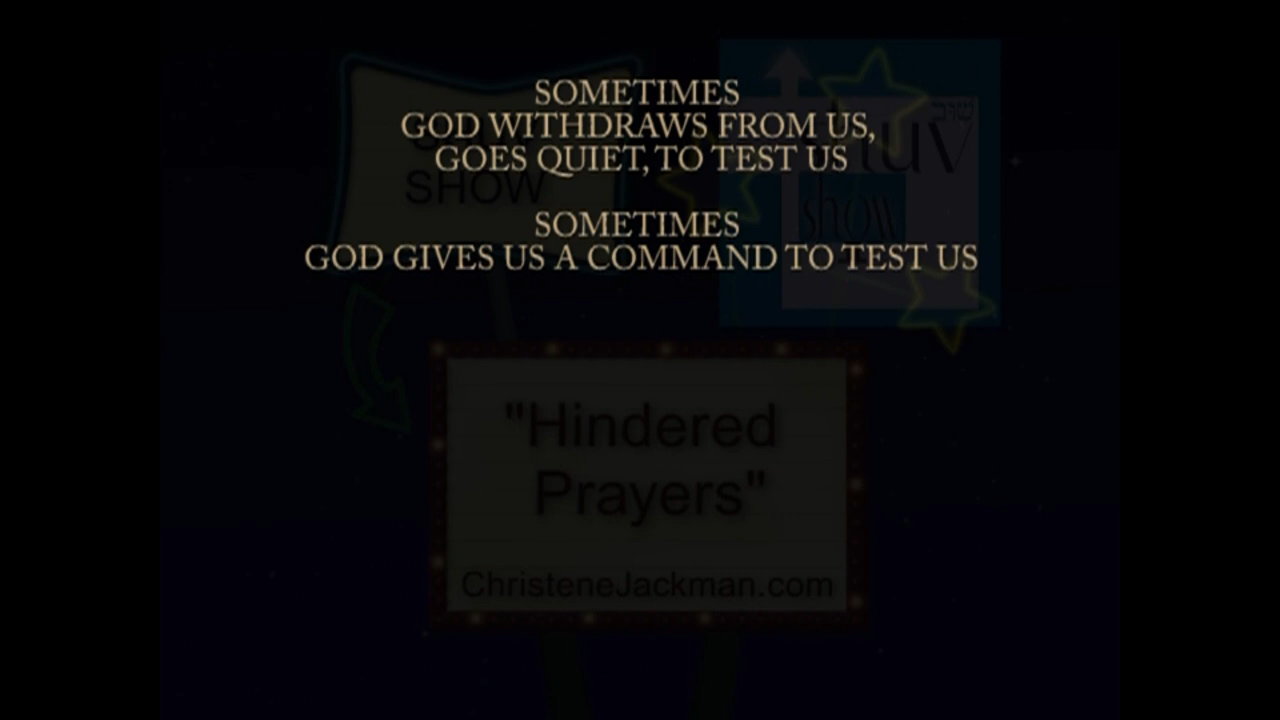 SOMETIMES
GOD WITHDRAWS FROM US,
GOES QUIET, TO TEST US
SOMETIMES
GOD GIVES US A COMMAND TO TEST US
SHOW
שוב
show
"Hindered
Prayers"
ChristeneJackman.com